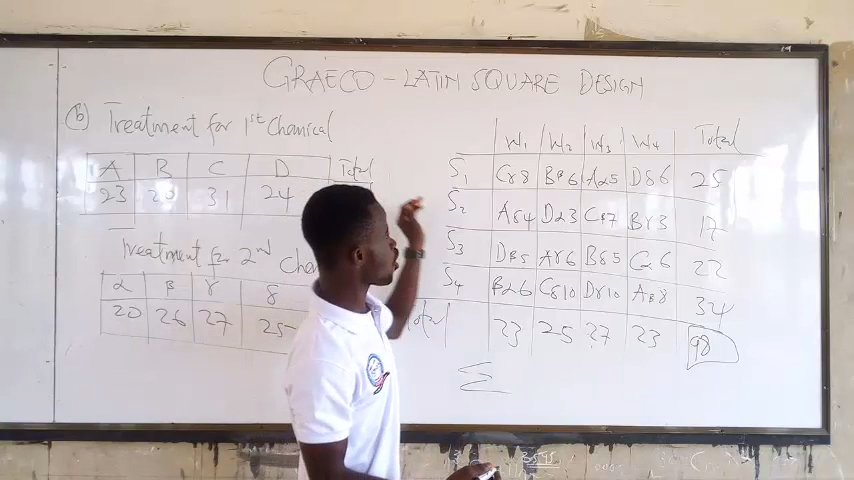 GRAECO - LATIN SQUARE DESIGN
(b) Treatment for 1st Chemical
A B C D Total
23 20 31 24
Treatment for 2nd Che
α β γ δ
20 26 27 25
W1 W2 W3 W4 Total
S1 Cγ8 Bβ6 Aα5 Dδ6 25
S2 Aδ4 Dα3 Cβ7 Bγ3 17
S3 Dβ5 Aγ6 Bδ5 Cα6 22
S4 Bα6 Cδ10 Dγ10 Aβ8 34
Total 23 25 27 23 98
Σ